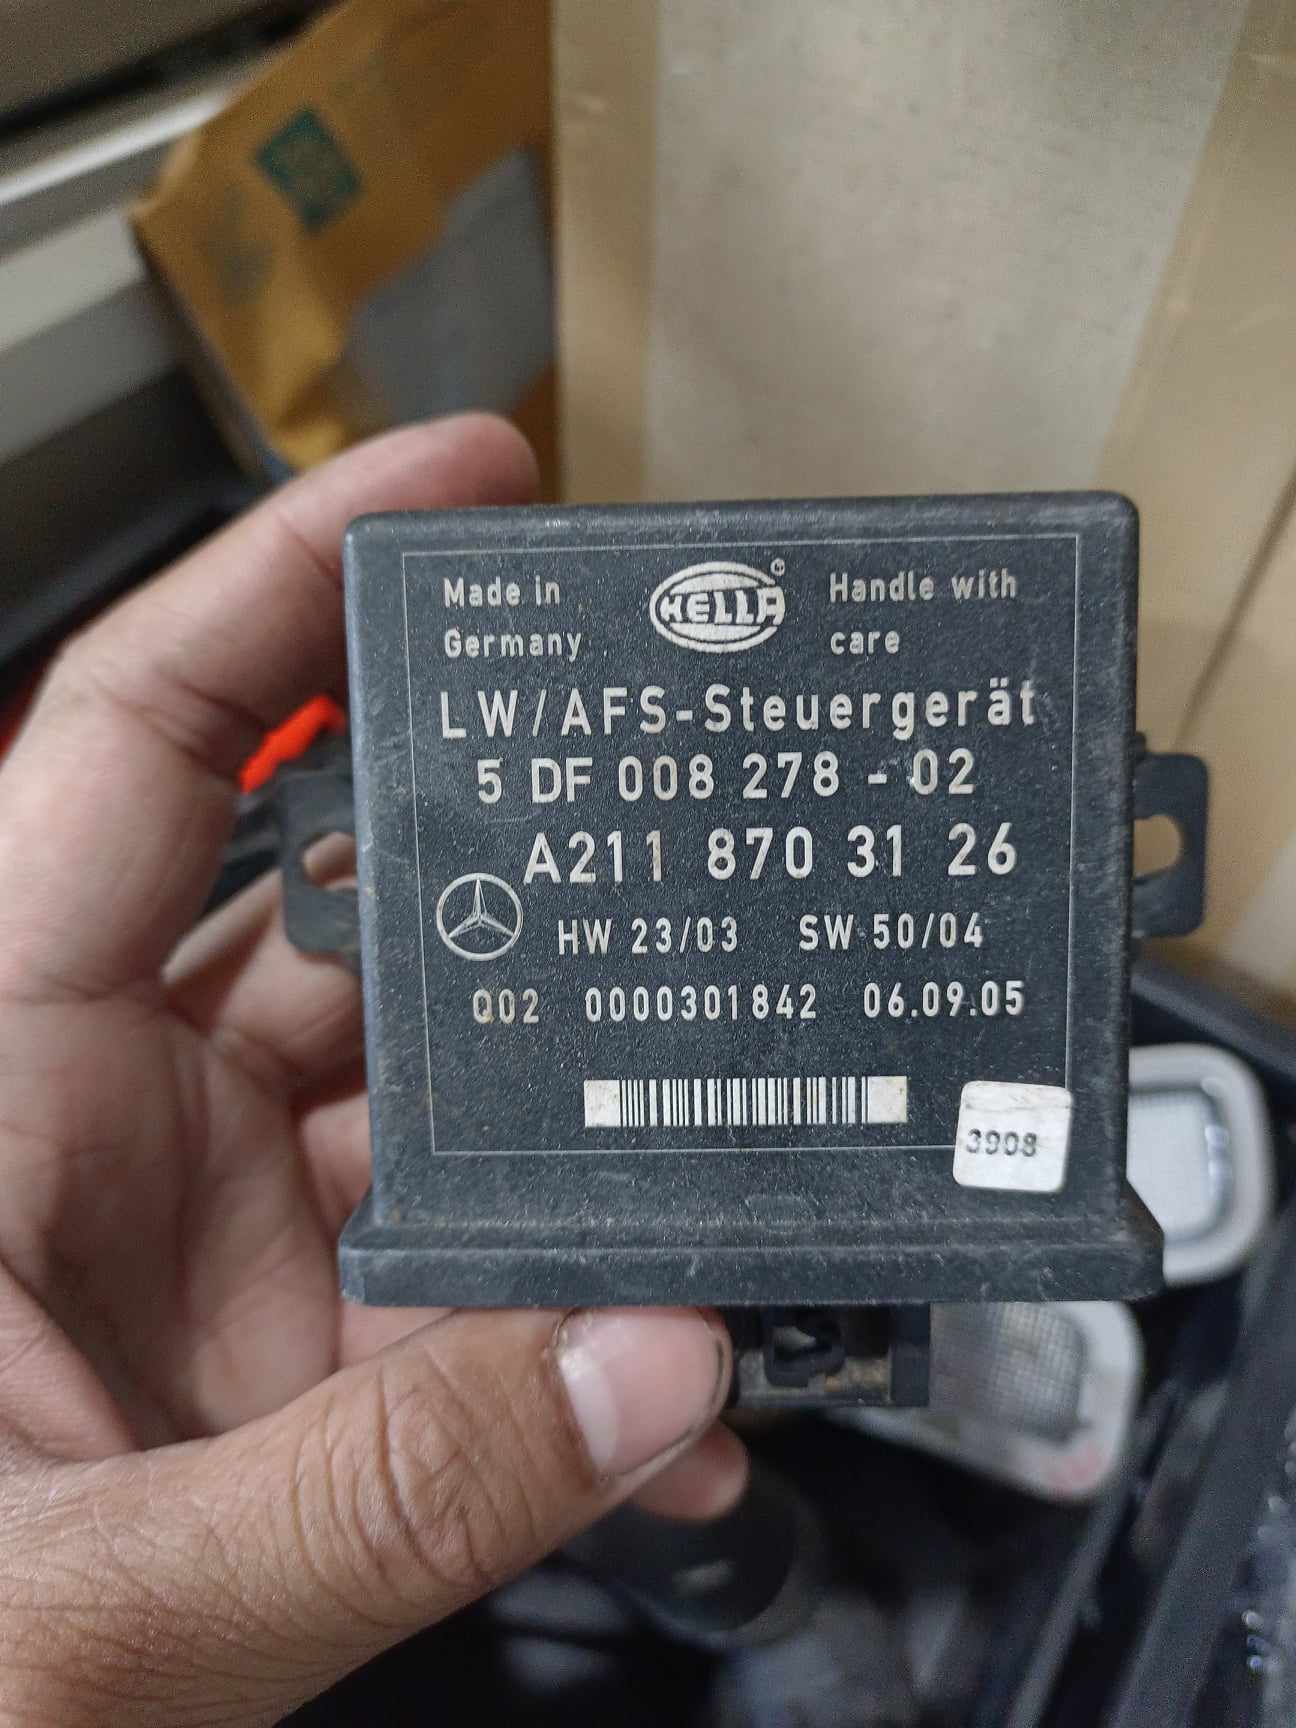 Made in
Germany
HELLA
Handle with
care
LW/AFS-Steuergerät
5 DF 008 278 - 02
A211 870 31 26
HW 23/03 SW 50/04
Q02 0000301842 06.09.05
3908